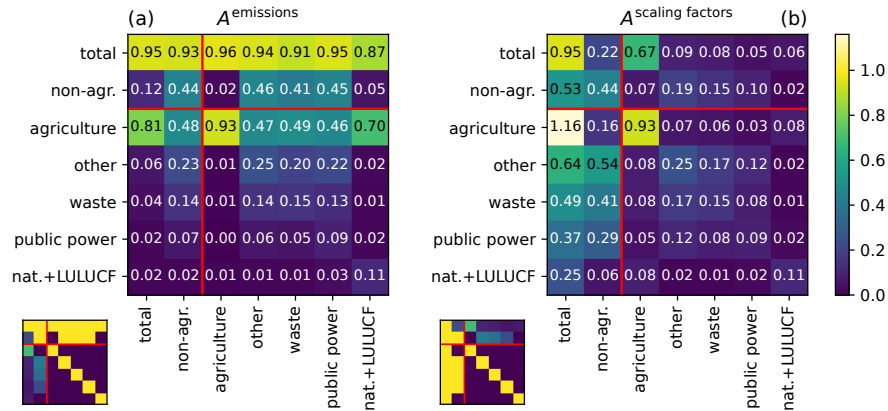 (a) A^emissions
A^scaling factors (b)
total 0.95 0.93 0.96 0.94 0.91 0.95 0.87
non-agr. 0.12 0.44 0.02 0.46 0.41 0.45 0.05
agriculture 0.81 0.48 0.93 0.47 0.49 0.46 0.70
other 0.06 0.23 0.01 0.25 0.20 0.22 0.02
waste 0.04 0.14 0.01 0.14 0.15 0.13 0.01
public power 0.02 0.07 0.00 0.06 0.05 0.09 0.02
nat.+LULUCF 0.02 0.02 0.01 0.01 0.01 0.03 0.11
total
non-agr.
agriculture
other
waste
public power
nat.+LULUCF
total 0.95 0.22 0.67 0.09 0.08 0.05 0.06
non-agr. 0.53 0.44 0.07 0.19 0.15 0.10 0.02
agriculture 1.16 0.16 0.93 0.07 0.06 0.03 0.08
other 0.64 0.54 0.08 0.25 0.17 0.12 0.02
waste 0.49 0.41 0.08 0.17 0.15 0.08 0.01
public power 0.37 0.29 0.05 0.12 0.08 0.09 0.02
nat.+LULUCF 0.25 0.06 0.08 0.02 0.01 0.02 0.11
total
non-agr.
agriculture
other
waste
public power
nat.+LULUCF
1.0
0.8
0.6
0.4
0.2
0.0